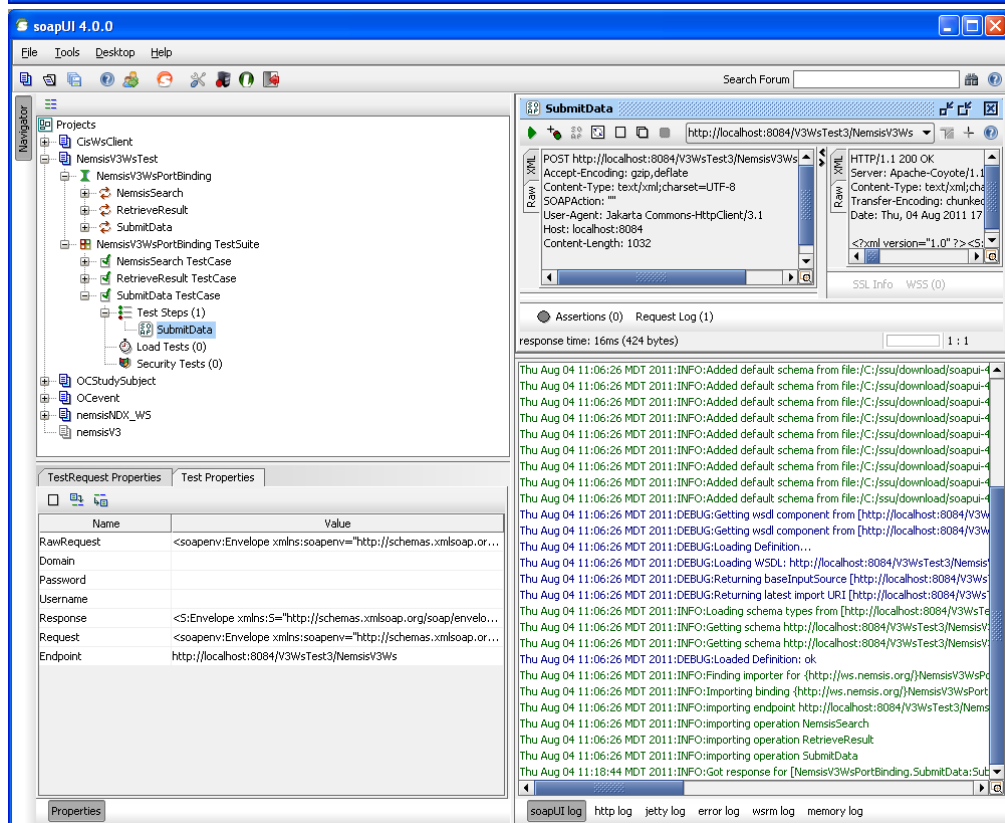 soapUI 4.0.0
File Tools Desktop Help
Search Forum
Navigator
Projects
CisWsClient
NemsisV3WsTest
NemsisV3WsPortBinding
NemsisSearch
RetrieveResult
SubmitData
NemsisV3WsPortBinding TestSuite
NemsisSearch TestCase
RetrieveResult TestCase
SubmitData TestCase
Test Steps (1)
SubmitData
Load Tests (0)
Security Tests (0)
OCStudySubject
OCevent
nemsisNDX_WS
nemsisV3
TestRequest Properties Test Properties
Name Value
RawRequest <soapenv:Envelope xmlns:soapenv="http://schemas.xmlsoap.or...
Domain
Password
Username
Response <S:Envelope xmlns:S="http://schemas.xmlsoap.org/soap/envelo...
Request <soapenv:Envelope xmlns:soapenv="http://schemas.xmlsoap.or...
Endpoint http://localhost:8084/V3WsTest3/NemsisV3Ws
Properties
SubmitData
http://localhost:8084/V3WsTest3/NemsisV3Ws
XML
Raw
POST http://localhost:8084/V3WsTest3/NemsisV3Ws
Accept-Encoding: gzip,deflate
Content-Type: text/xml;charset=UTF-8
SOAPAction: ""
User-Agent: Jakarta Commons-HttpClient/3.1
Host: localhost:8084
Content-Length: 1032
XML
Raw
HTTP/1.1 200 OK
Server: Apache-Coyote/1.1
Content-Type: text/xml;cha
Transfer-Encoding: chunked
Date: Thu, 04 Aug 2011 17
<?xml version="1.0" ?><S:
SSL Info WSS (0)
Assertions (0) Request Log (1)
response time: 16ms (424 bytes) 1 : 1
Thu Aug 04 11:06:26 MDT 2011:INFO:Added default schema from file:/C:/ssu/download/soapui-4
Thu Aug 04 11:06:26 MDT 2011:INFO:Added default schema from file:/C:/ssu/download/soapui-4
Thu Aug 04 11:06:26 MDT 2011:INFO:Added default schema from file:/C:/ssu/download/soapui-4
Thu Aug 04 11:06:26 MDT 2011:INFO:Added default schema from file:/C:/ssu/download/soapui-4
Thu Aug 04 11:06:26 MDT 2011:INFO:Added default schema from file:/C:/ssu/download/soapui-4
Thu Aug 04 11:06:26 MDT 2011:INFO:Added default schema from file:/C:/ssu/download/soapui-4
Thu Aug 04 11:06:26 MDT 2011:INFO:Added default schema from file:/C:/ssu/download/soapui-4
Thu Aug 04 11:06:26 MDT 2011:INFO:Added default schema from file:/C:/ssu/download/soapui-4
Thu Aug 04 11:06:26 MDT 2011:DEBUG:Getting wsdl component from [http://localhost:8084/V3W
Thu Aug 04 11:06:26 MDT 2011:DEBUG:Getting wsdl component from [http://localhost:8084/V3W
Thu Aug 04 11:06:26 MDT 2011:DEBUG:Loading Definition...
Thu Aug 04 11:06:26 MDT 2011:DEBUG:Loading WSDL: http://localhost:8084/V3WsTest3/Nemsis
Thu Aug 04 11:06:26 MDT 2011:DEBUG:Returning baseInputSource [http://localhost:8084/V3Ws
Thu Aug 04 11:06:26 MDT 2011:DEBUG:Returning latest import URI [http://localhost:8084/V3Ws
Thu Aug 04 11:06:26 MDT 2011:INFO:Loading schema types from [http://localhost:8084/V3WsTe
Thu Aug 04 11:06:26 MDT 2011:INFO:Getting schema http://localhost:8084/V3WsTest3/NemsisV
Thu Aug 04 11:06:26 MDT 2011:INFO:Getting schema http://localhost:8084/V3WsTest3/NemsisV
Thu Aug 04 11:06:26 MDT 2011:DEBUG:Loaded Definition: ok
Thu Aug 04 11:06:26 MDT 2011:INFO:Finding importer for {http://ws.nemsis.org/}NemsisV3WsPo
Thu Aug 04 11:06:26 MDT 2011:INFO:Importing binding {http://ws.nemsis.org/}NemsisV3WsPort
Thu Aug 04 11:06:26 MDT 2011:INFO:importing endpoint http://localhost:8084/V3WsTest3/Nems
Thu Aug 04 11:06:26 MDT 2011:INFO:importing operation NemsisSearch
Thu Aug 04 11:06:26 MDT 2011:INFO:importing operation RetrieveResult
Thu Aug 04 11:06:26 MDT 2011:INFO:importing operation SubmitData
Thu Aug 04 11:18:44 MDT 2011:INFO:Got response for [NemsisV3WsPortBinding.SubmitData:Sub
soapUI log http log jetty log error log wsrm log memory log